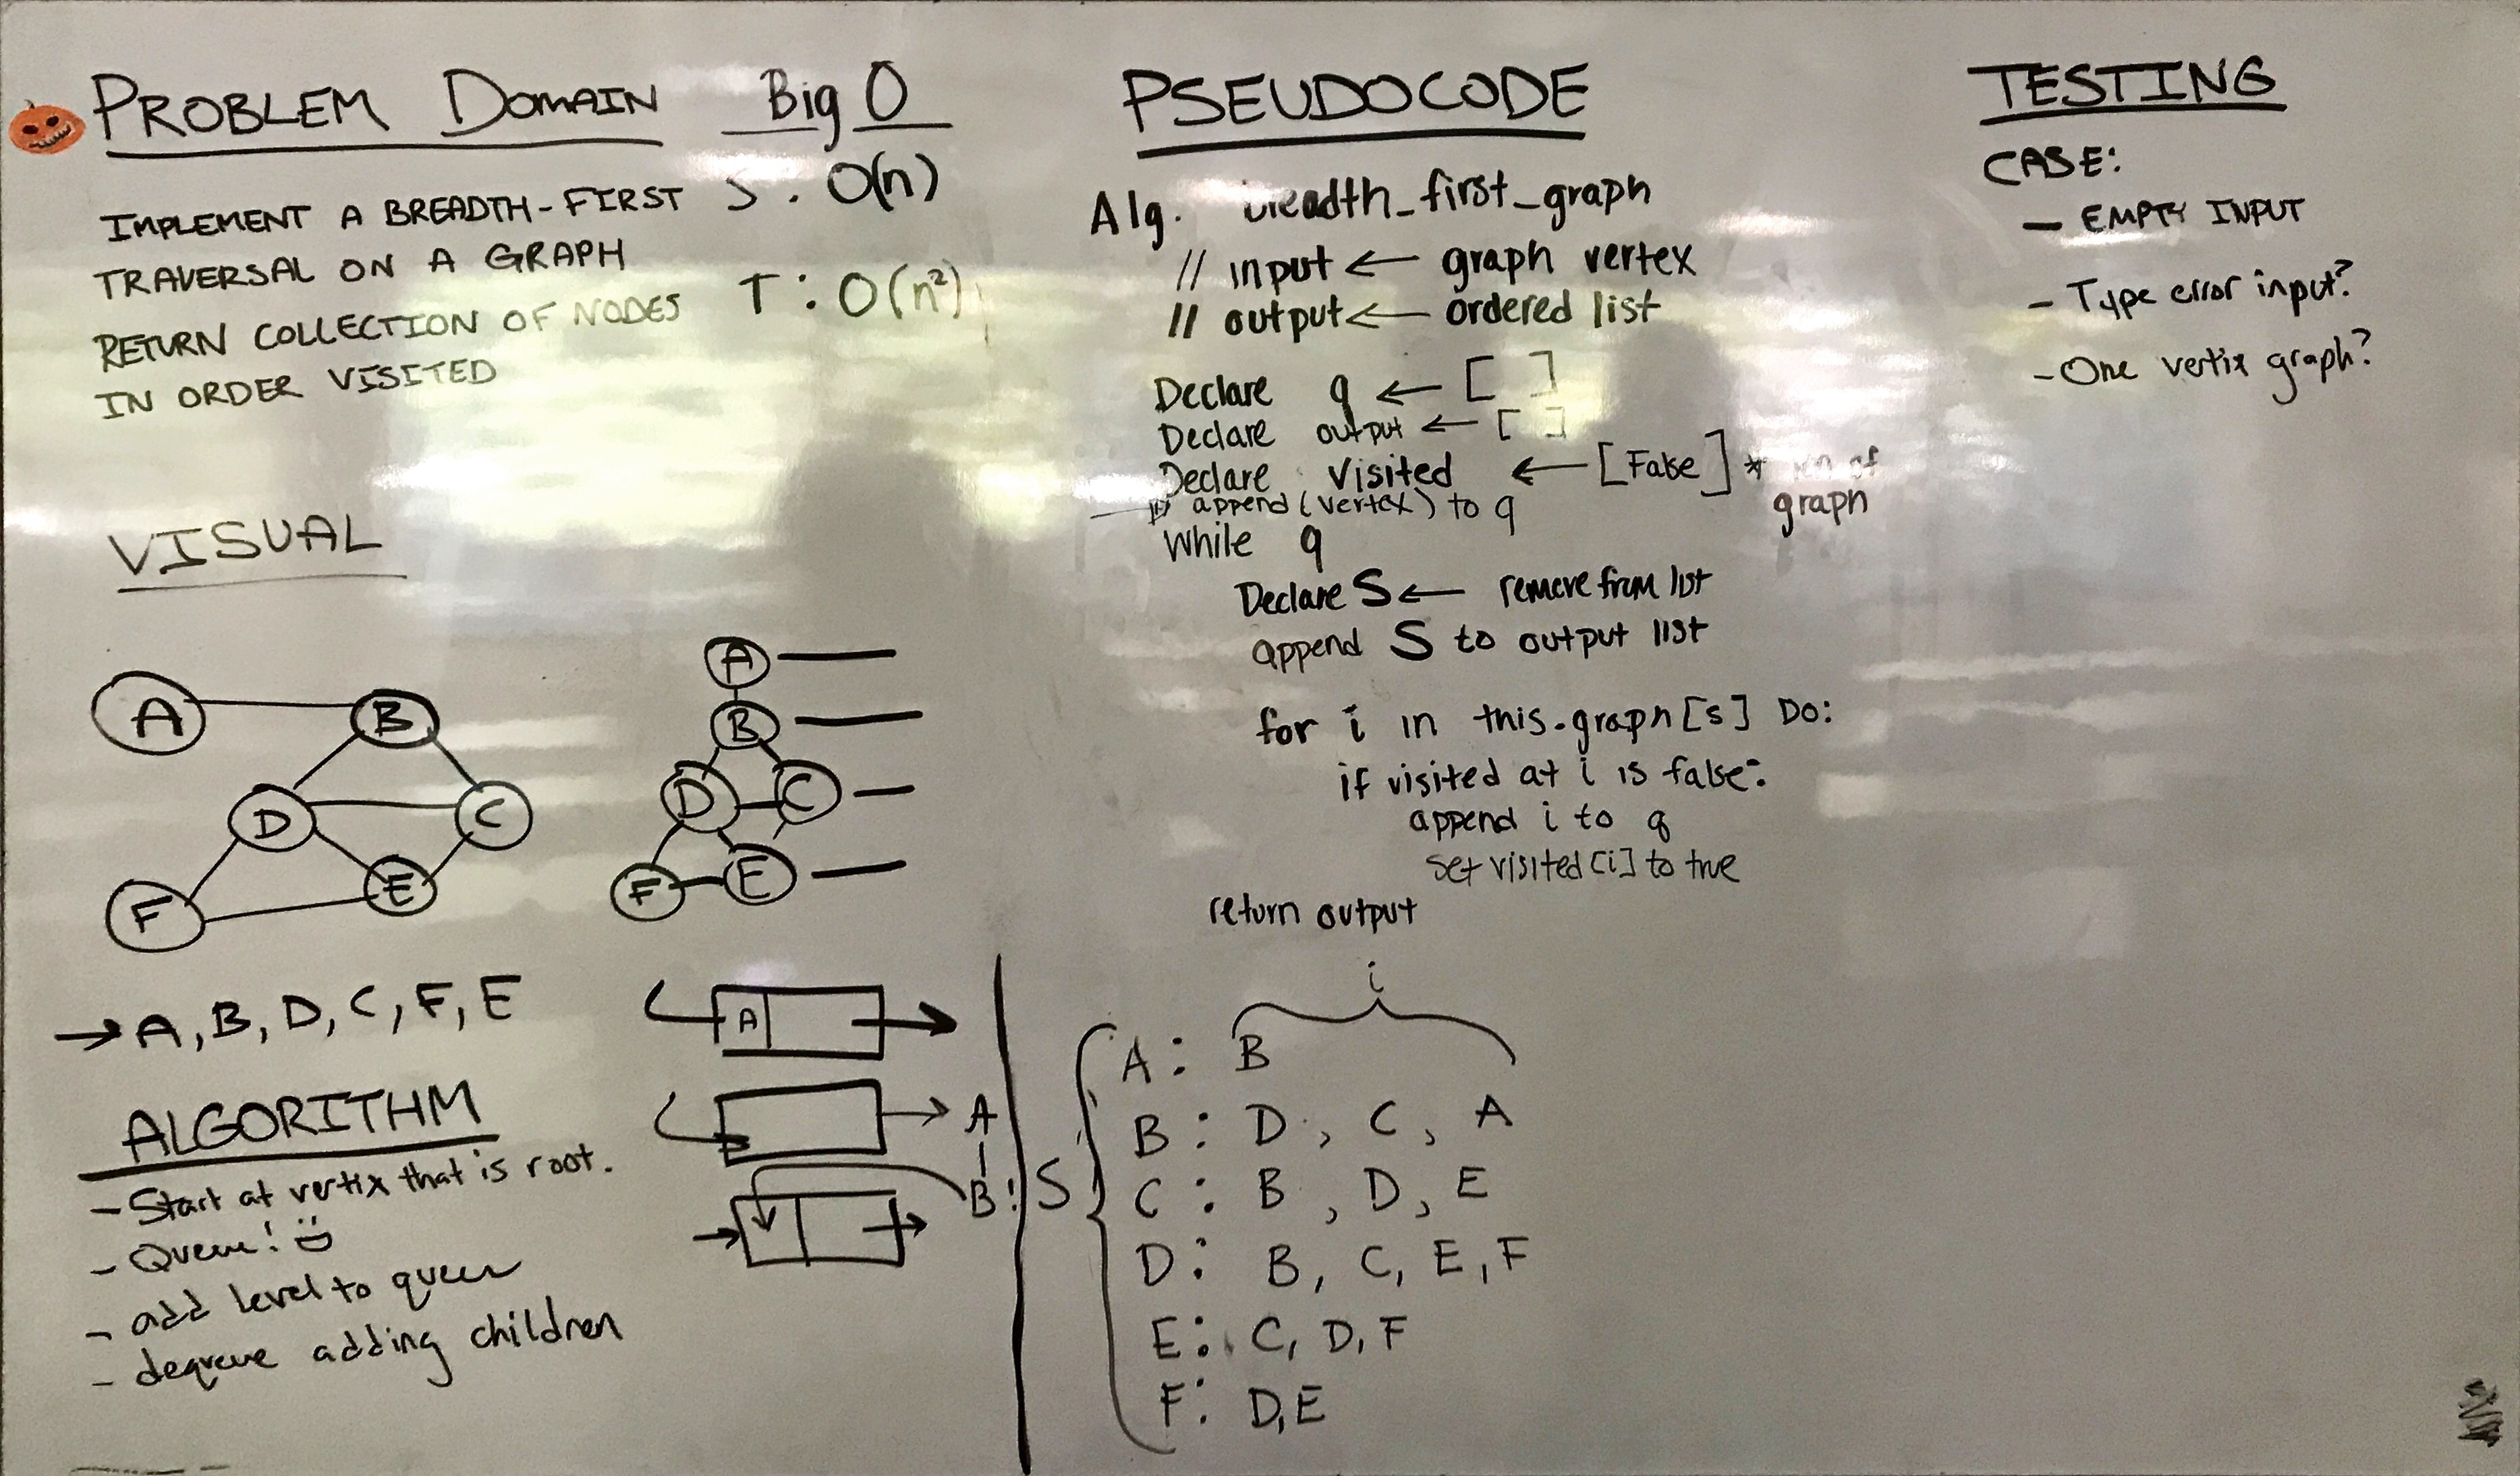 PROBLEM DOMAIN
IMPLEMENT A BREADTH-FIRST
TRAVERSAL ON A GRAPH
RETURN COLLECTION OF NODES
IN ORDER VISITED
Big O
S : O(n)
T : O(n²)
VISUAL
A
B
D
C
F
E
A
B
D
C
F
E
→ A, B, D, C, F, E
ALGORITHM
- Start at vertix that is root.
- Queue! ü
- add level to queue
- dequeue adding children
A
A
B!
PSEUDOCODE
Alg. breadth_first_graph
// input ← graph vertex
// output ← ordered list
Declare q ← [ ]
Declare output ← [ ]
Declare Visited ← [False] * of
graph
append (vertex) to q
While q
Declare S ← remove from list
append S to output list
for i in this.graph[s] Do:
if visited at i is false:
append i to q
set visited[i] to true
return output
i
S
A: B
B: D, C, A
C: B, D, E
D: B, C, E, F
E: C, D, F
F: D, E
TESTING
CASE:
- EMPTY INPUT
- Type error input?
- One vertix graph?